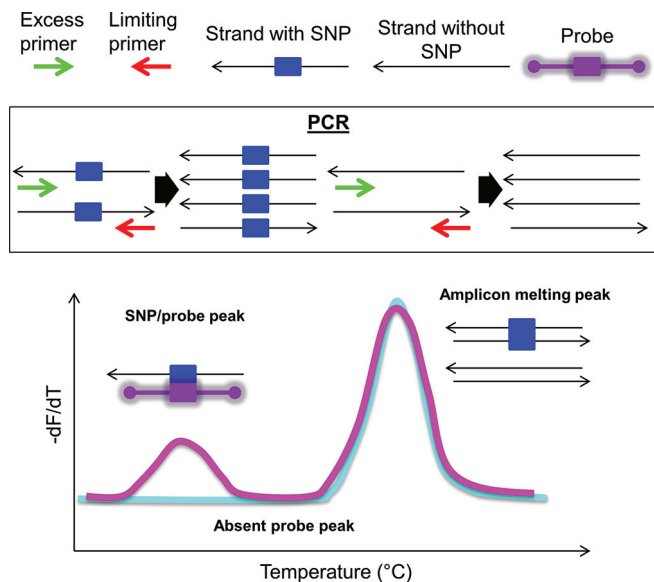 Excess primer
Limiting primer
Strand with SNP
Strand without SNP
Probe
PCR
Amplicon melting peak
SNP/probe peak
-dF/dT
Absent probe peak
Temperature (°C)